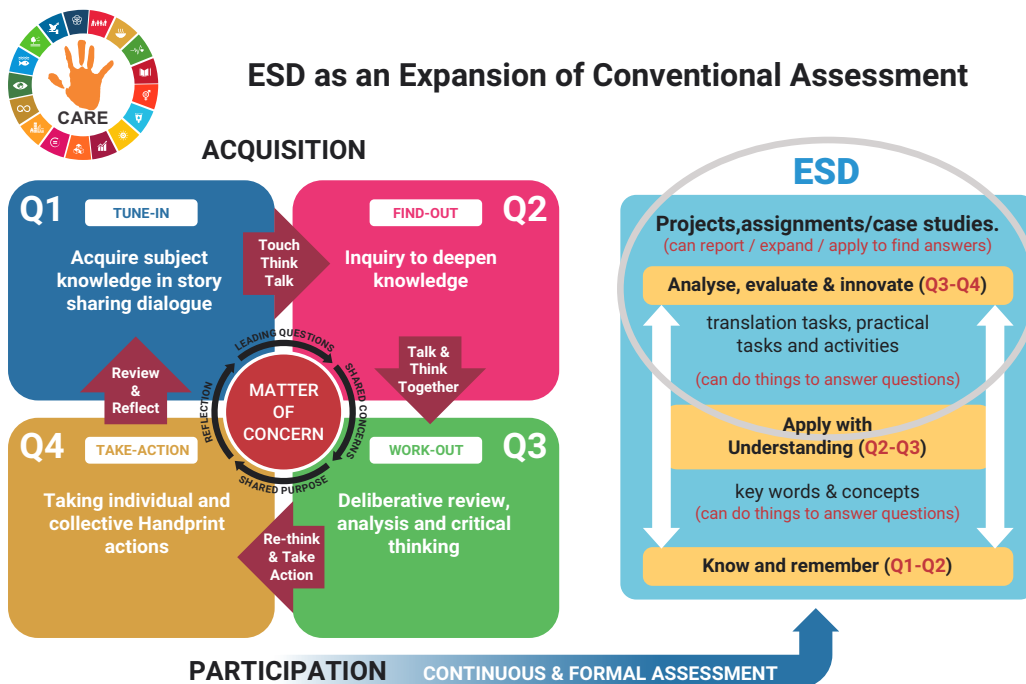 CARE
ESD as an Expansion of Conventional Assessment
ACQUISITION
Q1
TUNE-IN
Acquire subject
knowledge in story
sharing dialogue
Touch
Think
Talk
FIND-OUT
Q2
Inquiry to deepen
knowledge
Review
&
Reflect
LEADING QUESTIONS
SHARED CONCERNS
SHARED PURPOSE
REFLECTION
MATTER
OF
CONCERN
Talk &
Think
Together
Q4
TAKE-ACTION
Taking individual and
collective Handprint
actions
Re-think
& Take
Action
WORK-OUT
Q3
Deliberative review,
analysis and critical
thinking
PARTICIPATION
CONTINUOUS & FORMAL ASSESSMENT
ESD
Projects,assignments/case studies.
(can report / expand / apply to find answers)
Analyse, evaluate & innovate (Q3-Q4)
translation tasks, practical
tasks and activities
(can do things to answer questions)
Apply with
Understanding (Q2-Q3)
key words & concepts
(can do things to answer questions)
Know and remember (Q1-Q2)